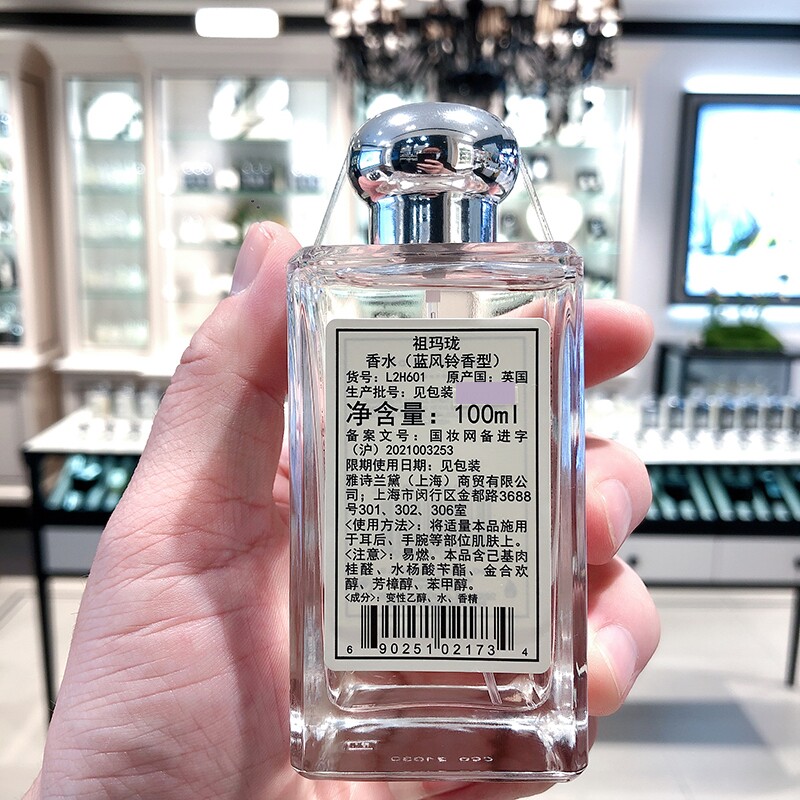 祖玛珑
香水（蓝风铃香型）
货号：L2H601 原产国：英国
生产批号：见包装
净含量：100ml
备案文号：国妆网备进字
（沪）2021003253
限期使用日期：见包装
雅诗兰黛（上海）商贸有限公
司；上海市闵行区金都路3688
号301、302、306室
<使用方法>：将适量本品施用
于耳后、手腕等部位肌肤上。
<注意>：易燃。本品含己基肉
桂醛、水杨酸苄酯、金合欢
醇、芳樟醇、苯甲醇。
<成分>：变性乙醇、水、香精
6 90251 02173 4